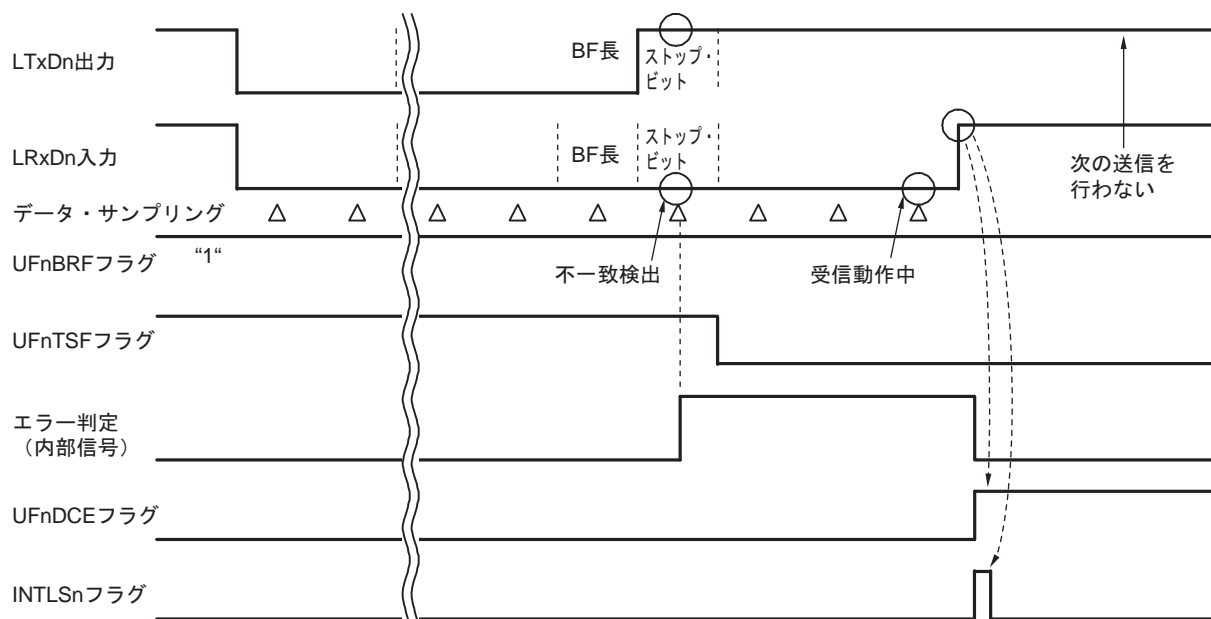 LTxDn出力
BF長
ストップ・
ビット
LRxDn入力
BF長
ストップ・
ビット
次の送信を
行わない
データ・サンプリング
UFnBRFフラグ
“1“
不一致検出
受信動作中
UFnTSFフラグ
エラー判定
（内部信号）
UFnDCEフラグ
INTLSnフラグ